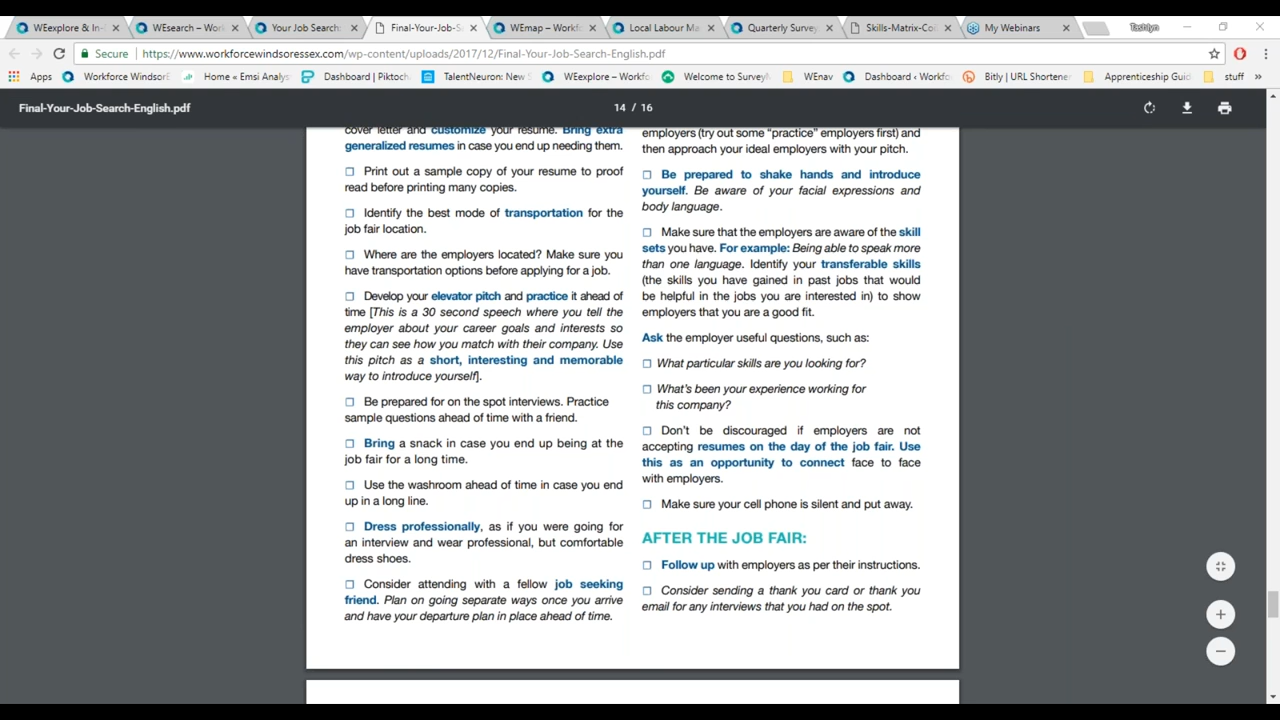 WEexplore & In-
WEsearch – Work
Your Job Search:
Final-Your-Job-S
WEmap – Workf
Local Labour Ma
Quarterly Survey
Skills-Matrix-Co
My Webinars
Tashlyn
Secure https://www.workforcewindsoressex.com/wp-content/uploads/2017/12/Final-Your-Job-Search-English.pdf
Apps Workforce Windsor Home « Emsi Analys Dashboard | Piktoch TalentNeuron: New S WExplore – Workfo Welcome to Survey WEnav Dashboard ‹ Workfo Bitly | URL Shortene Apprenticeship Guid stuff »
Final-Your-Job-Search-English.pdf 14 / 16
cover letter and customize your resume. Bring extra
generalized resumes in case you end up needing them.
☐ Print out a sample copy of your resume to proof
read before printing many copies.
☐ Identify the best mode of transportation for the
job fair location.
☐ Where are the employers located? Make sure you
have transportation options before applying for a job.
☐ Develop your elevator pitch and practice it ahead of
time [This is a 30 second speech where you tell the
employer about your career goals and interests so
they can see how you match with their company. Use
this pitch as a short, interesting and memorable
way to introduce yourself].
☐ Be prepared for on the spot interviews. Practice
sample questions ahead of time with a friend.
☐ Bring a snack in case you end up being at the
job fair for a long time.
☐ Use the washroom ahead of time in case you end
up in a long line.
☐ Dress professionally, as if you were going for
an interview and wear professional, but comfortable
dress shoes.
☐ Consider attending with a fellow job seeking
friend. Plan on going separate ways once you arrive
and have your departure plan in place ahead of time.
employers (try out some “practice” employers first) and
then approach your ideal employers with your pitch.
☐ Be prepared to shake hands and introduce
yourself. Be aware of your facial expressions and
body language.
☐ Make sure that the employers are aware of the skill
sets you have. For example: Being able to speak more
than one language. Identify your transferable skills
(the skills you have gained in past jobs that would
be helpful in the jobs you are interested in) to show
employers that you are a good fit.
Ask the employer useful questions, such as:
☐ What particular skills are you looking for?
☐ What’s been your experience working for
this company?
☐ Don’t be discouraged if employers are not
accepting resumes on the day of the job fair. Use
this as an opportunity to connect face to face
with employers.
☐ Make sure your cell phone is silent and put away.
AFTER THE JOB FAIR:
☐ Follow up with employers as per their instructions.
☐ Consider sending a thank you card or thank you
email for any interviews that you had on the spot.